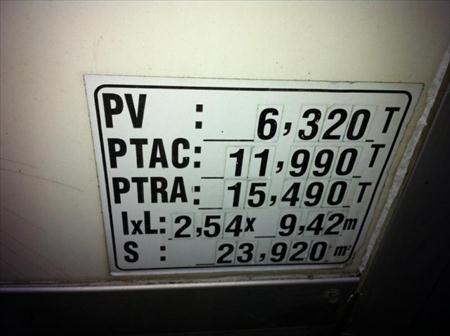 PV : 6,320 T
PTAC: 11,990 T
PTRA: 15,490 T
IxL: 2,54x 9,42m
S : 23,920 m²